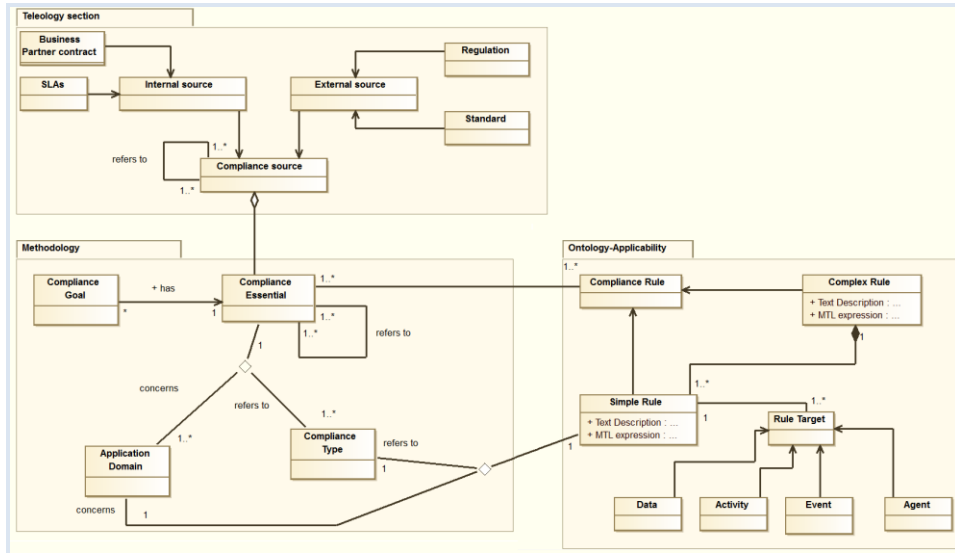 Teleology section
Business
Partner contract
Regulation
SLAs
Internal source
External source
Standard
refers to
1..*
Compliance source
1..*
Methodology
Compliance
Goal
+ has
*
1
Compliance
Essential
1..*
1..*
1..*
refers to
1
concerns
refers to
1..*
1..*
Application
Domain
Compliance
Type
refers to
1
concerns
1
Ontology-Applicability
1..*
Compliance Rule
Complex Rule
+ Text Description : ...
+ MTL expression : ...
1
1..*
Simple Rule
+ Text Description : ...
+ MTL expression : ...
1
1
1..*
Rule Target
Data
Activity
Event
Agent